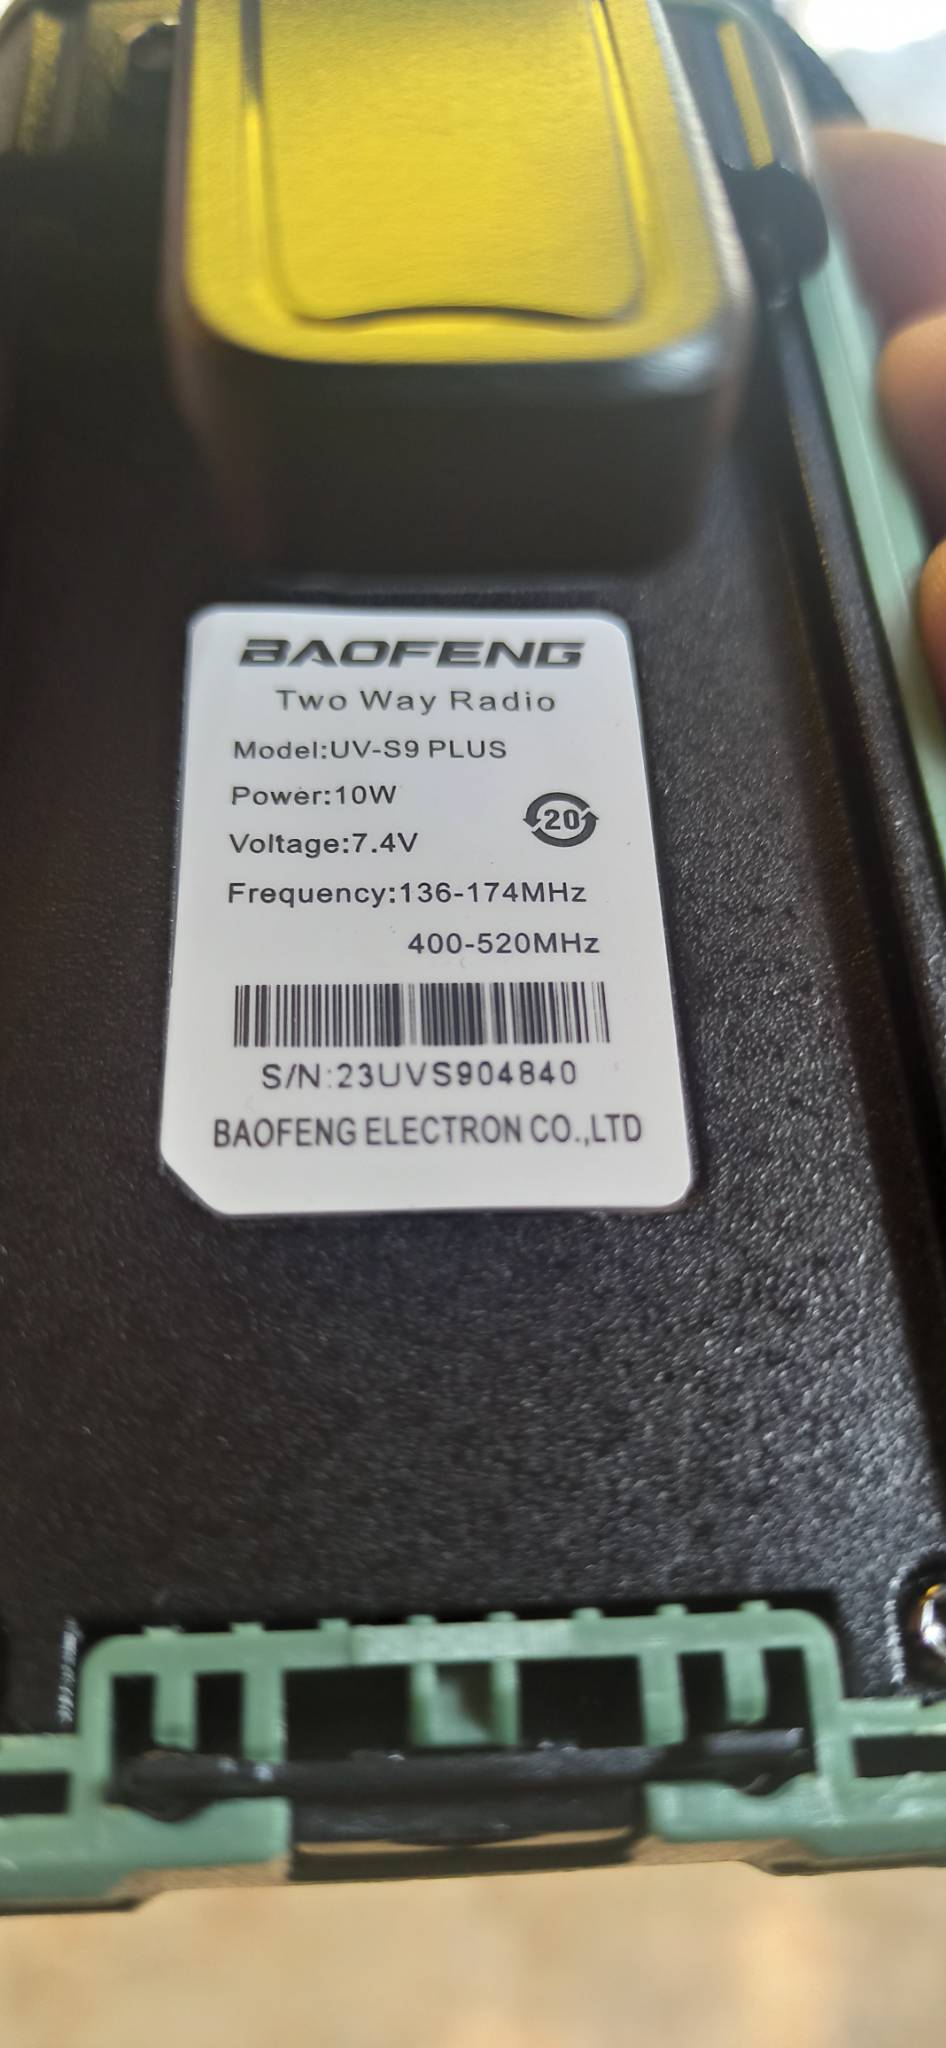 BAOFENG
Two Way Radio
Model:UV-S9 PLUS
Power:10W
20
Voltage:7.4V
Frequency:136-174MHz
400-520MHz
S/N:23UVS904840
BAOFENG ELECTRON CO.,LTD